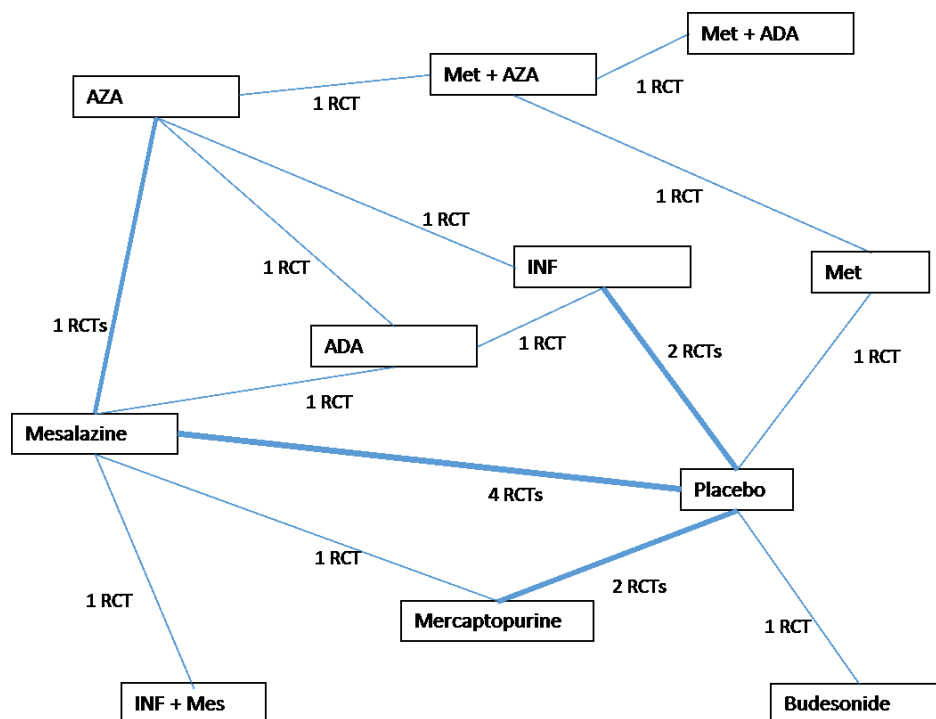 Met + ADA
Met + AZA
1 RCT
AZA
1 RCT
1 RCT
1 RCT
INF
Met
1 RCT
1 RCTs
ADA
1 RCT
2 RCTs
1 RCT
1 RCT
Mesalazine
Placebo
4 RCTs
1 RCT
2 RCTs
1 RCT
Mercaptopurine
1 RCT
INF + Mes
Budesonide